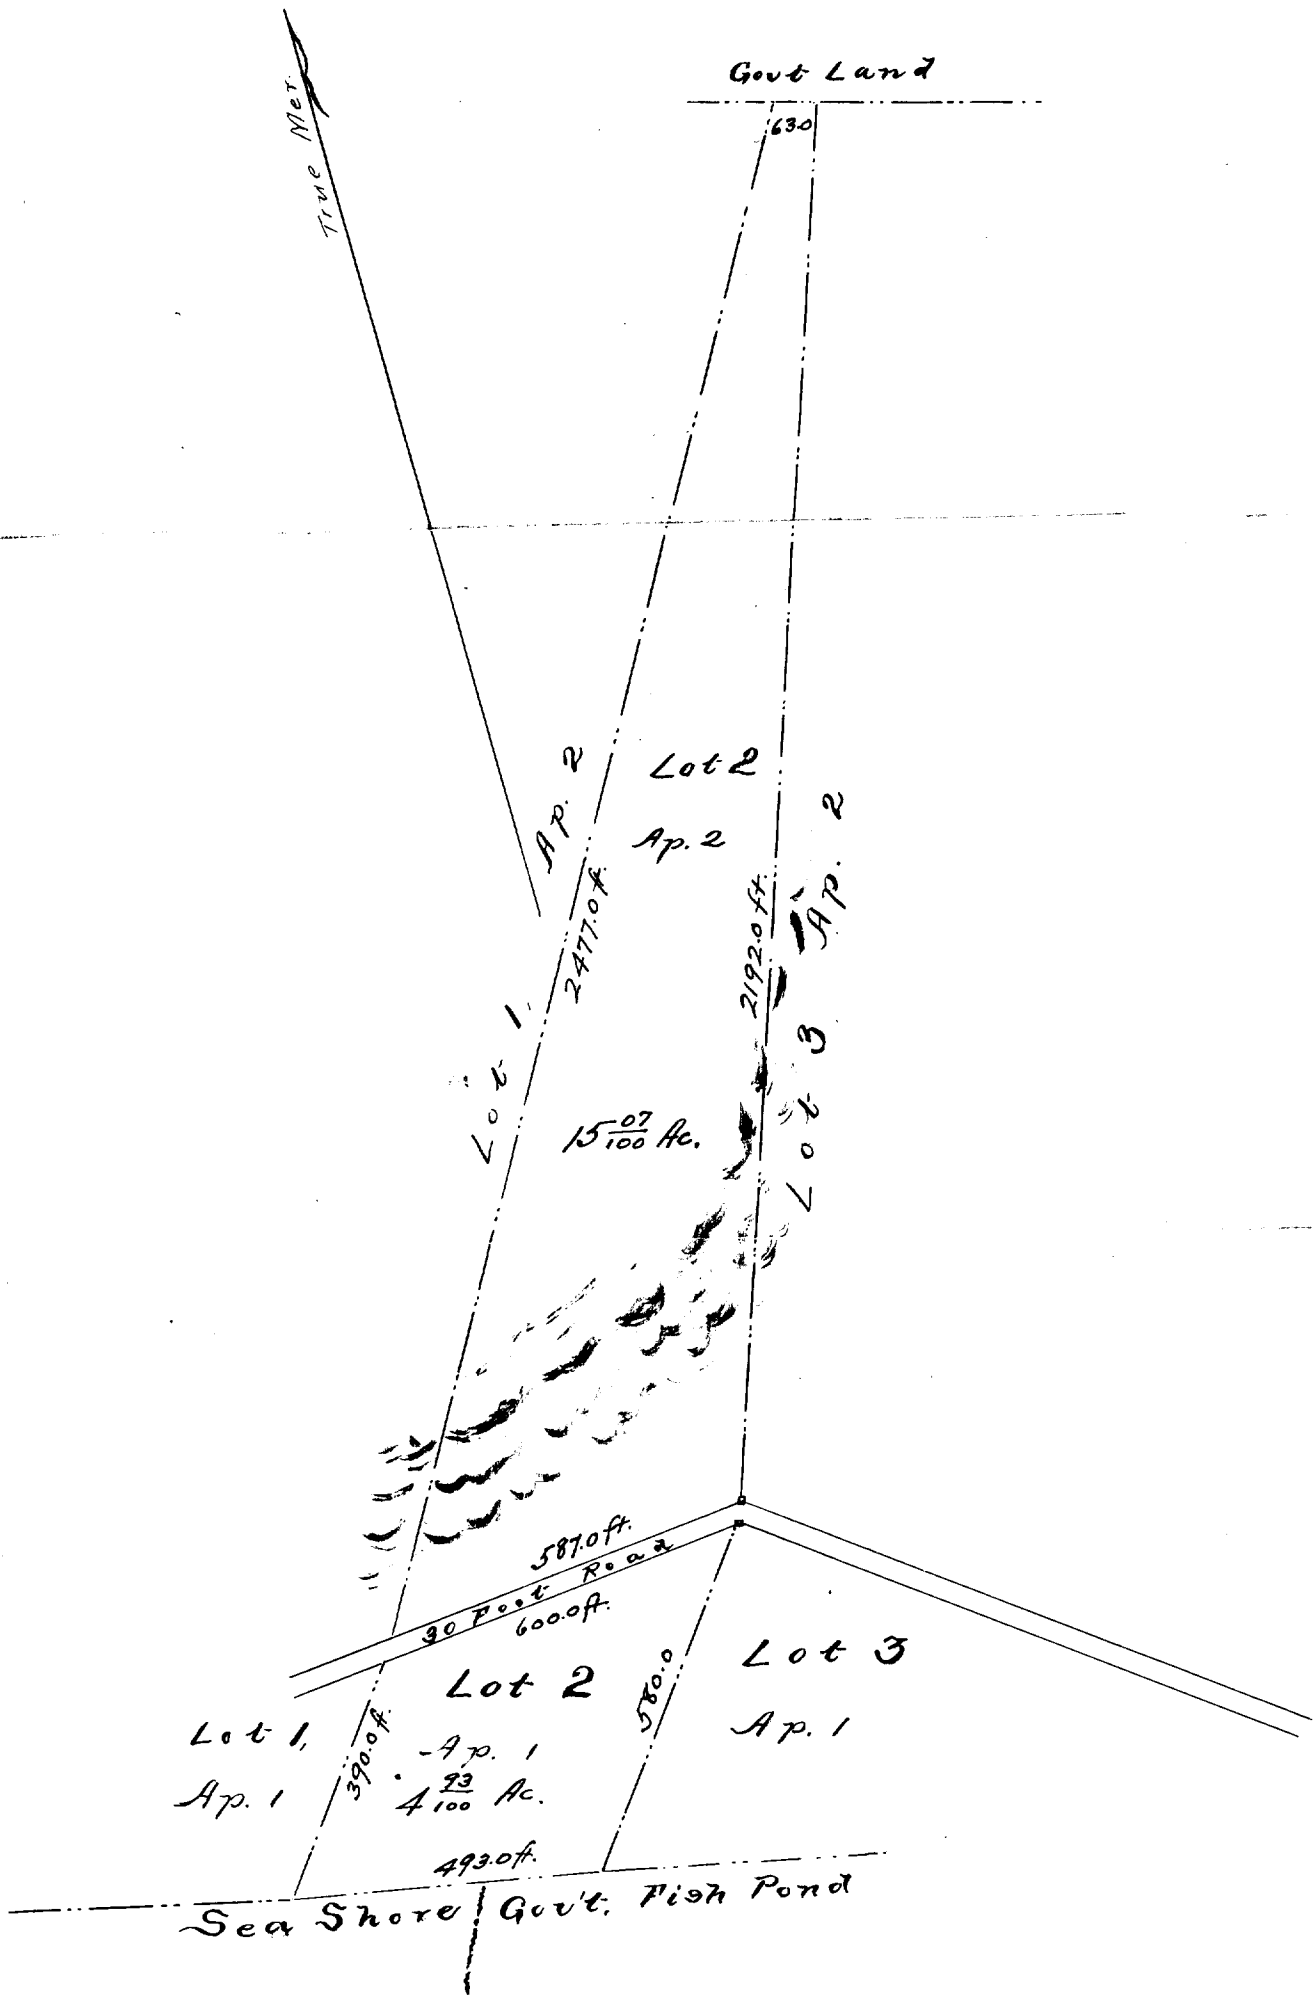 Govt Land
63.0
True Mer.
Lot 2
Ap. 2
Lot 1, Ap. 2
2477.0 ft.
2192.0 ft.
Lot 3 Ap. 2
15 07/100 Ac.
587.0 ft.
30 Foot Road
600.0 ft.
Lot 2
Ap. 1
4 93/100 Ac.
Lot 1,
Ap. 1
390.0 ft.
580.0
Lot 3
Ap. 1
493.0 ft.
Sea Shore Gov't. Fish Pond